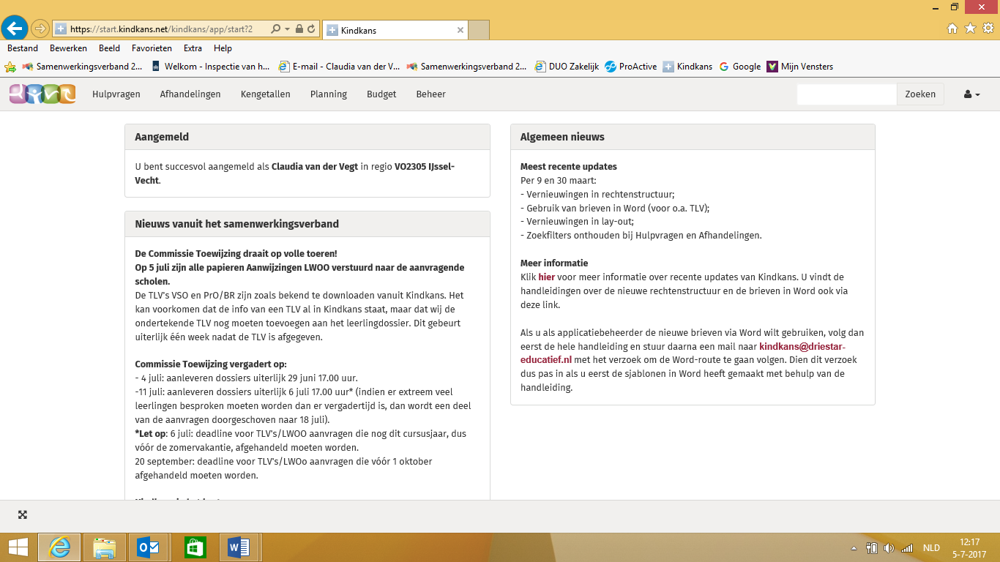 https://start.kindkans.net/kindkans/app/start?2
Kindkans
Bestand Bewerken Beeld Favorieten Extra Help
Samenwerkingsverband 2... Welkom - Inspectie van h... E-mail - Claudia van der V... Samenwerkingsverband 2... DUO Zakelijk ProActive Kindkans Google Mijn Vensters
Hulpvragen Afhandelingen Kengetallen Planning Budget Beheer Zoeken
Aangemeld
U bent succesvol aangemeld als Claudia van der Vegt in regio VO2305 IJssel-
Vecht.
Nieuws vanuit het samenwerkingsverband
De Commissie Toewijzing draait op volle toeren!
Op 5 juli zijn alle papieren Aanwijzingen LWOO verstuurd naar de aanvragende
scholen.
De TLV's VSO en PrO/BR zijn zoals bekend te downloaden vanuit Kindkans. Het
kan voorkomen dat de info van een TLV al in Kindkans staat, maar dat wij de
ondertekende TLV nog moeten toevoegen aan het leerlingdossier. Dit gebeurt
uiterlijk één week nadat de TLV is afgegeven.
Commissie Toewijzing vergadert op:
- 4 juli: aanleveren dossiers uiterlijk 29 juni 17.00 uur.
-11 juli: aanleveren dossiers uiterlijk 6 juli 17.00 uur* (indien er extreem veel
leerlingen besproken moeten worden dan er vergadertijd is, dan wordt een deel
van de aanvragen doorgeschoven naar 18 juli).
*Let op: 6 juli: deadline voor TLV's/LWOO aanvragen die nog dit cursusjaar, dus
vóór de zomervakantie, afgehandeld moeten worden.
20 september: deadline voor TLV's/LWOo aanvragen die vóór 1 oktober
afgehandeld moeten worden.
Algemeen nieuws
Meest recente updates
Per 9 en 30 maart:
- Vernieuwingen in rechtenstructuur;
- Gebruik van brieven in Word (voor o.a. TLV);
- Vernieuwingen in lay-out;
- Zoekfilters onthouden bij Hulpvragen en Afhandelingen.
Meer informatie
Klik hier voor meer informatie over recente updates van Kindkans. U vindt de
handleidingen over de nieuwe rechtenstructuur en de brieven in Word ook via
deze link.
Als u als applicatiebeheerder de nieuwe brieven via Word wilt gebruiken, volg dan
eerst de hele handleiding en stuur daarna een mail naar kindkans@driestar-
educatief.nl met het verzoek om de Word-route te gaan volgen. Dien dit verzoek
dus pas in als u eerst de sjablonen in Word heeft gemaakt met behulp van de
handleiding.
NLD
12:17
5-7-2017